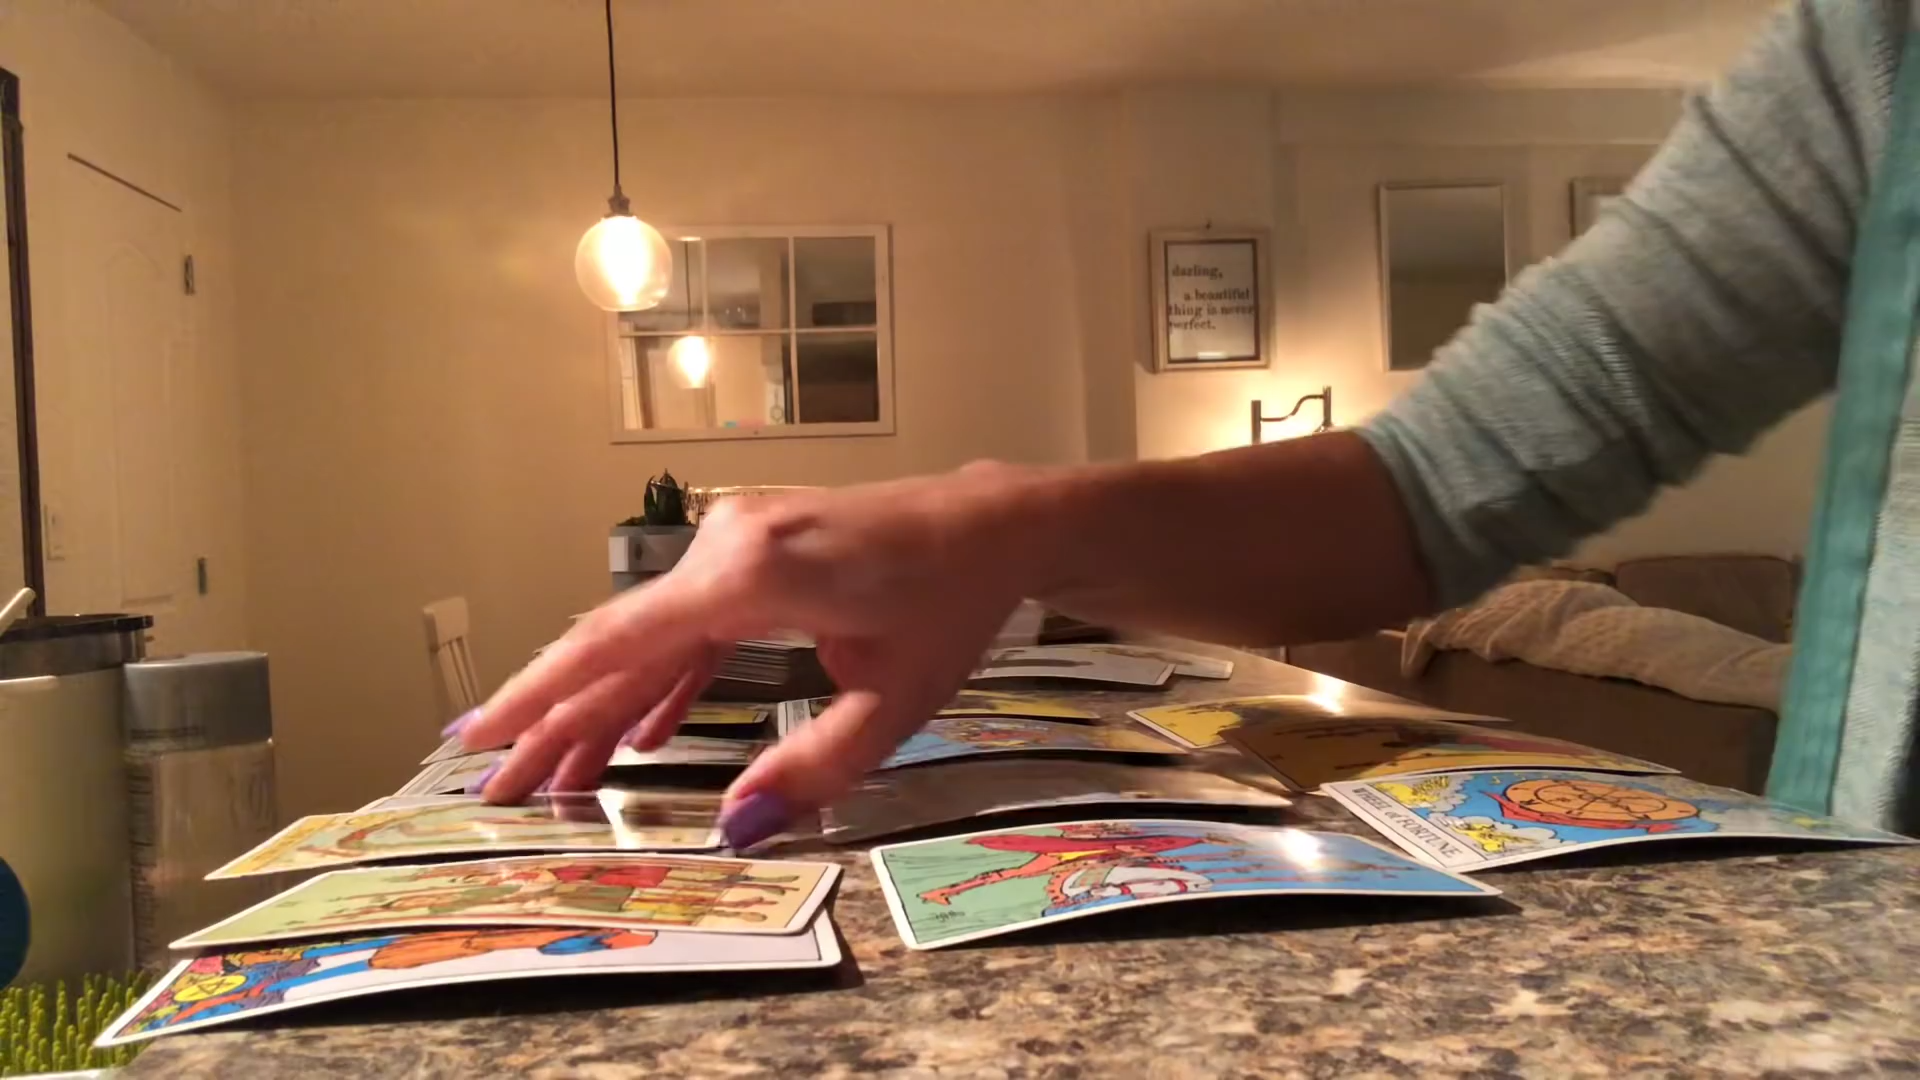 darling,
a beautiful
thing is never
perfect.
WHEEL of FORTUNE